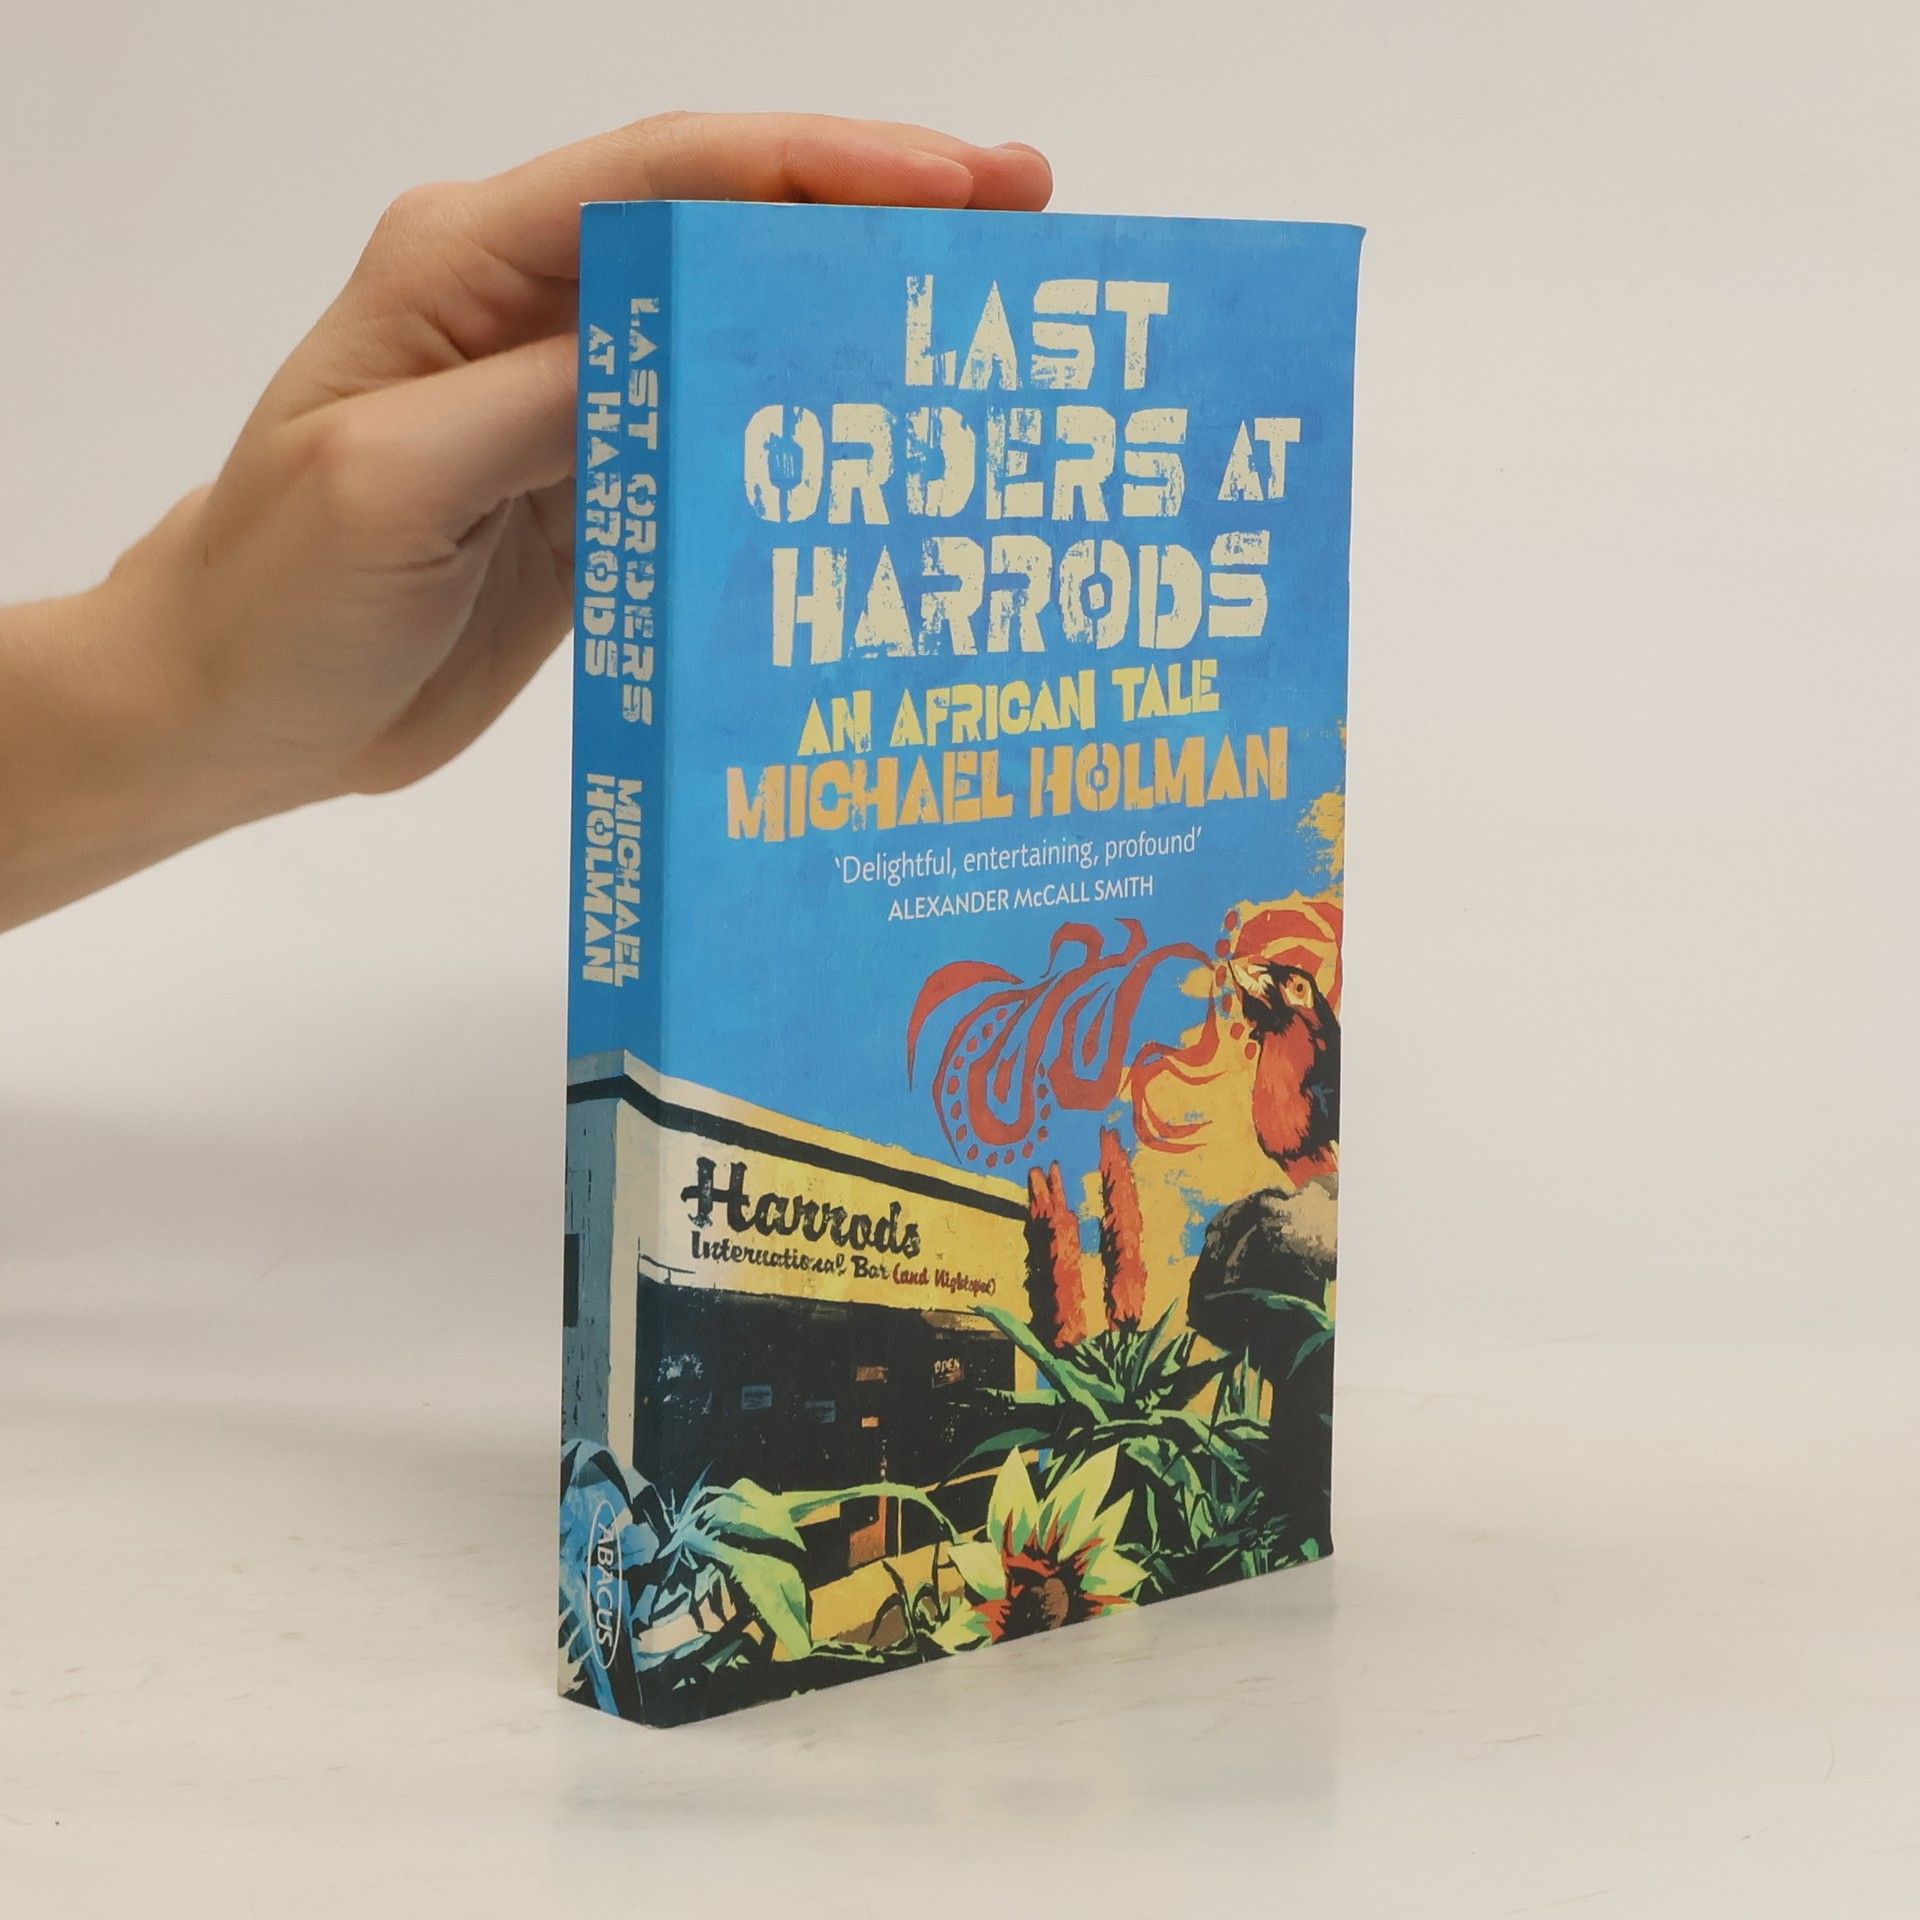 LAST ORDERS
AT HARRODS
MICHAEL
HOLMAN
ABACUS
LAST
ORDERS AT
HARRODS
AN AFRICAN TALE
MICHAEL HOLMAN
‘Delightful, entertaining, profound’
ALEXANDER McCALL SMITH
Harrods
International Bar (and Nightspot)
OPEN